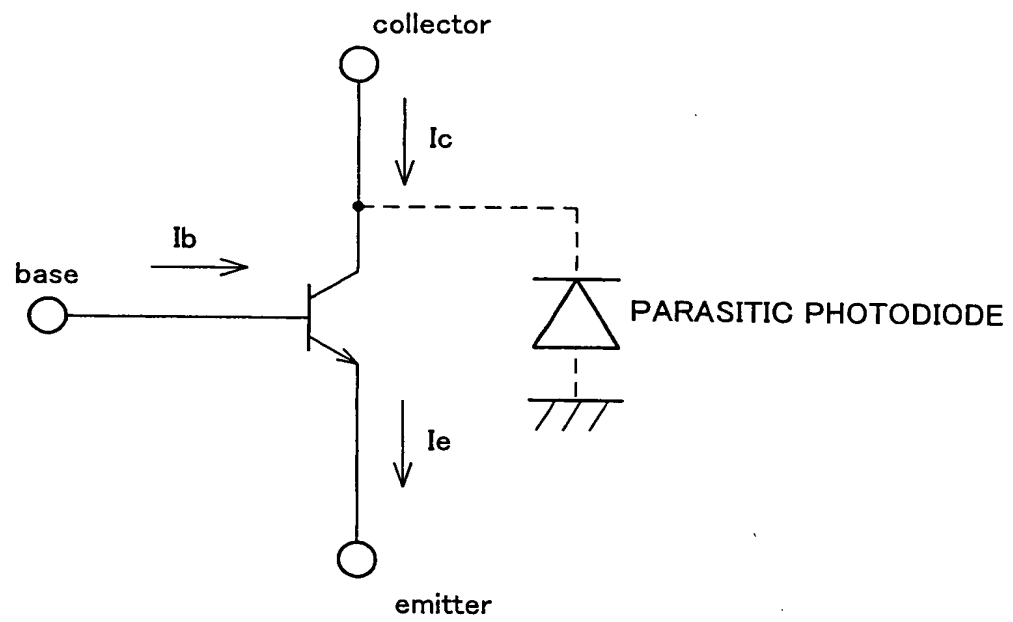 collector
Ic
Ib
base
PARASITIC PHOTODIODE
Ie
emitter